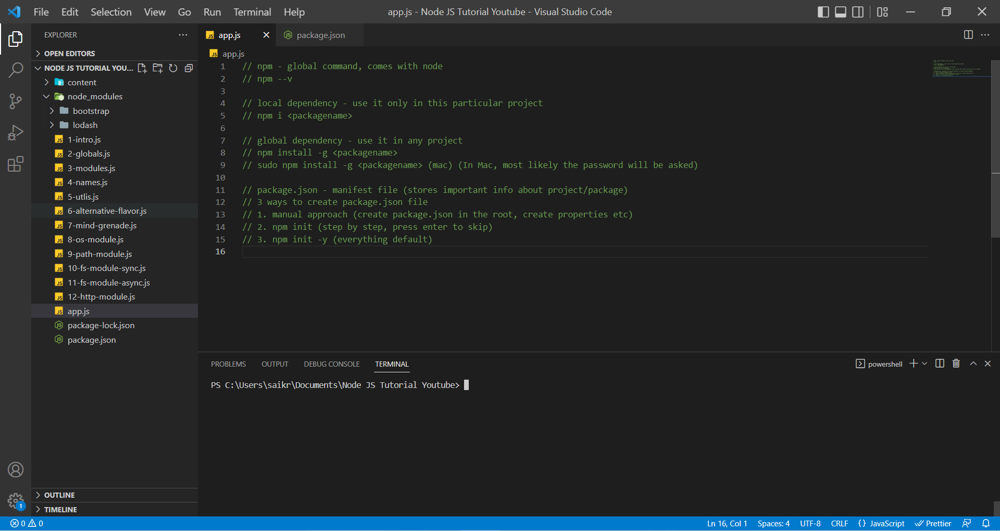 File Edit Selection View Go Run Terminal Help app.js - Node JS Tutorial Youtube - Visual Studio Code
EXPLORER
OPEN EDITORS
NODE JS TUTORIAL YOU...
content
node_modules
bootstrap
lodash
1-intro.js
2-globals.js
3-modules.js
4-names.js
5-utlis.js
6-alternative-flavor.js
7-mind-grenade.js
8-os-module.js
9-path-module.js
10-fs-module-sync.js
11-fs-module-async.js
12-http-module.js
app.js
package-lock.json
package.json
OUTLINE
TIMELINE
app.js package.json
app.js
1 // npm - global command, comes with node
2 // npm --v
3
4 // local dependency - use it only in this particular project
5 // npm i <packagename>
6
7 // global dependency - use it in any project
8 // npm install -g <packagename>
9 // sudo npm install -g <packagename> (mac) (In Mac, most likely the password will be asked)
10
11 // package.json - manifest file (stores important info about project/package)
12 // 3 ways to create package.json file
13 // 1. manual approach (create package.json in the root, create properties etc)
14 // 2. npm init (step by step, press enter to skip)
15 // 3. npm init -y (everything default)
16
PROBLEMS OUTPUT DEBUG CONSOLE TERMINAL powershell
PS C:\Users\saikr\Documents\Node JS Tutorial Youtube>
1
0 0 Ln 16, Col 1 Spaces: 4 UTF-8 CRLF {} JavaScript Prettier